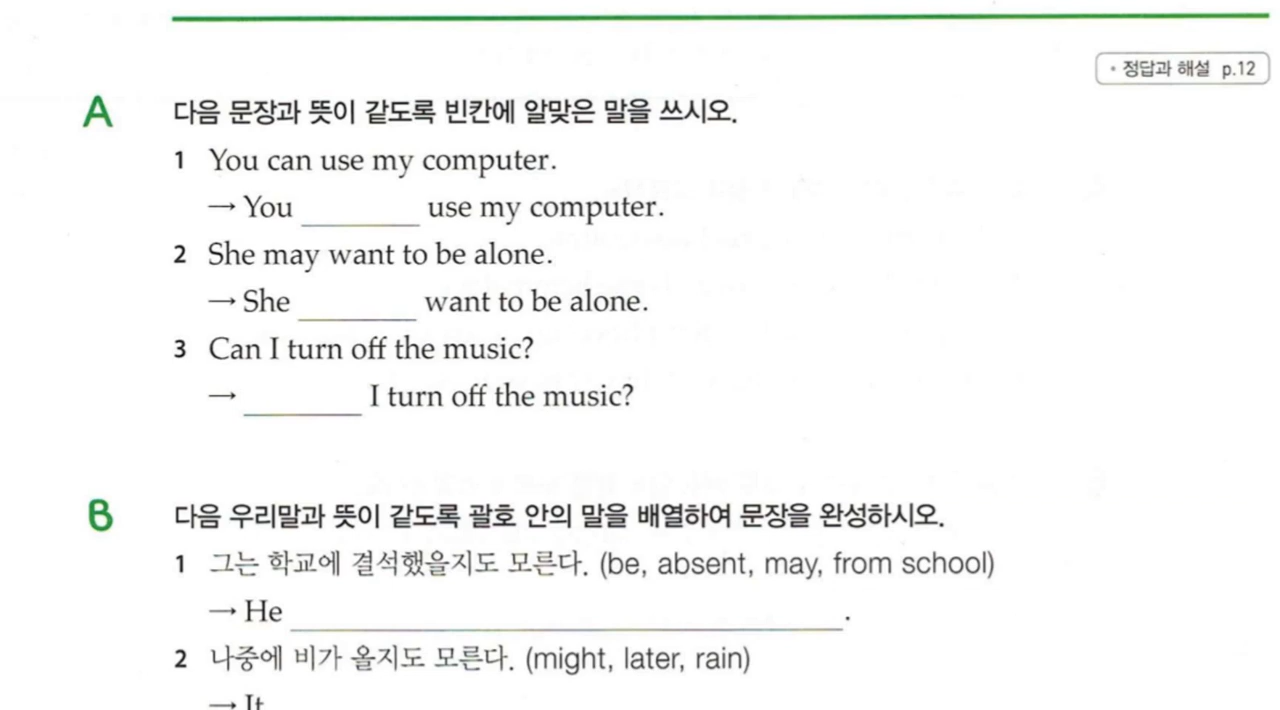 • 정답과 해설 p.12
A 다음 문장과 뜻이 같도록 빈칸에 알맞은 말을 쓰시오.
1 You can use my computer.
→ You ________ use my computer.
2 She may want to be alone.
→ She ________ want to be alone.
3 Can I turn off the music?
→ ________ I turn off the music?
B 다음 우리말과 뜻이 같도록 괄호 안의 말을 배열하여 문장을 완성하시오.
1 그는 학교에 결석했을지도 모른다. (be, absent, may, from school)
→ He ________________________________________.
2 나중에 비가 올지도 모른다. (might, later, rain)
→ It